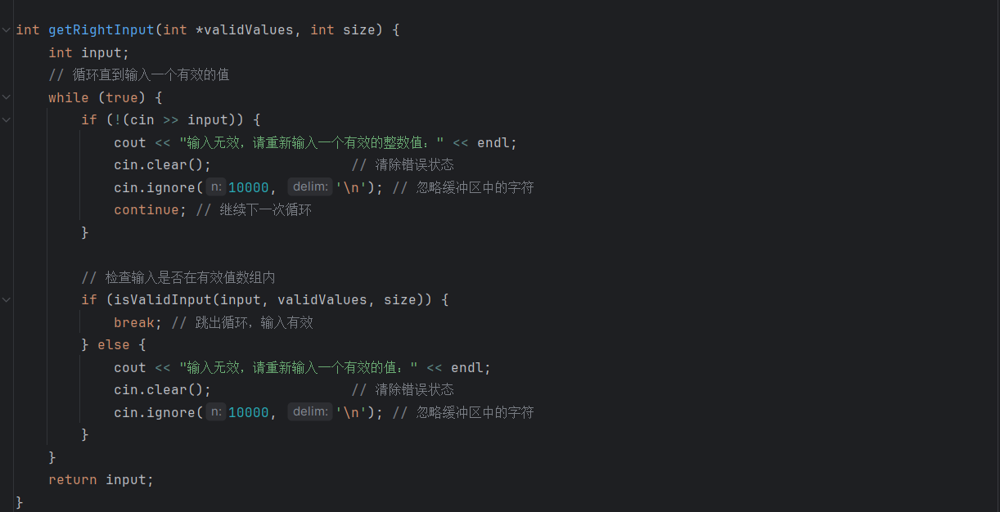 int getRightInput(int *validValues, int size) {
    int input;
    // 循环直到输入一个有效的值
    while (true) {
        if (!(cin >> input)) {
            cout << "输入无效，请重新输入一个有效的整数值：" << endl;
            cin.clear();                 // 清除错误状态
            cin.ignore( n: 10000, delim: '\n'); // 忽略缓冲区中的字符
            continue; // 继续下一次循环
        }
        // 检查输入是否在有效值数组内
        if (isValidInput(input, validValues, size)) {
            break; // 跳出循环，输入有效
        } else {
            cout << "输入无效，请重新输入一个有效的值：" << endl;
            cin.clear();                 // 清除错误状态
            cin.ignore( n: 10000, delim: '\n'); // 忽略缓冲区中的字符
        }
    }
    return input;
}